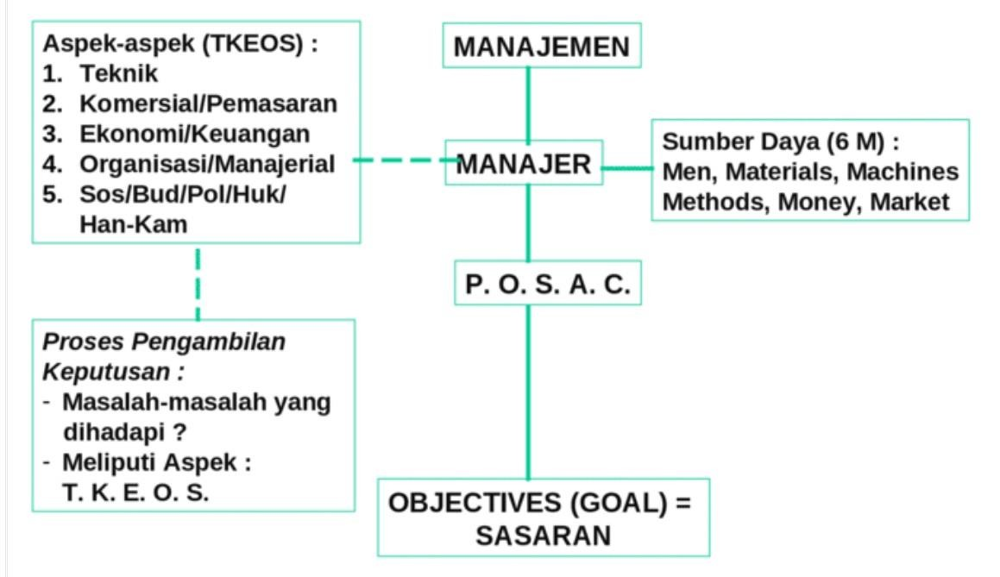 Aspek-aspek (TKEOS) :
1. Teknik
2. Komersial/Pemasaran
3. Ekonomi/Keuangan
4. Organisasi/Manajerial
5. Sos/Bud/Pol/Huk/
Han-Kam
Proses Pengambilan
Keputusan :
- Masalah-masalah yang
dihadapi ?
- Meliputi Aspek :
T. K. E. O. S.
MANAJEMEN
MANAJER
P. O. S. A. C.
OBJECTIVES (GOAL) =
SASARAN
Sumber Daya (6 M) :
Men, Materials, Machines
Methods, Money, Market